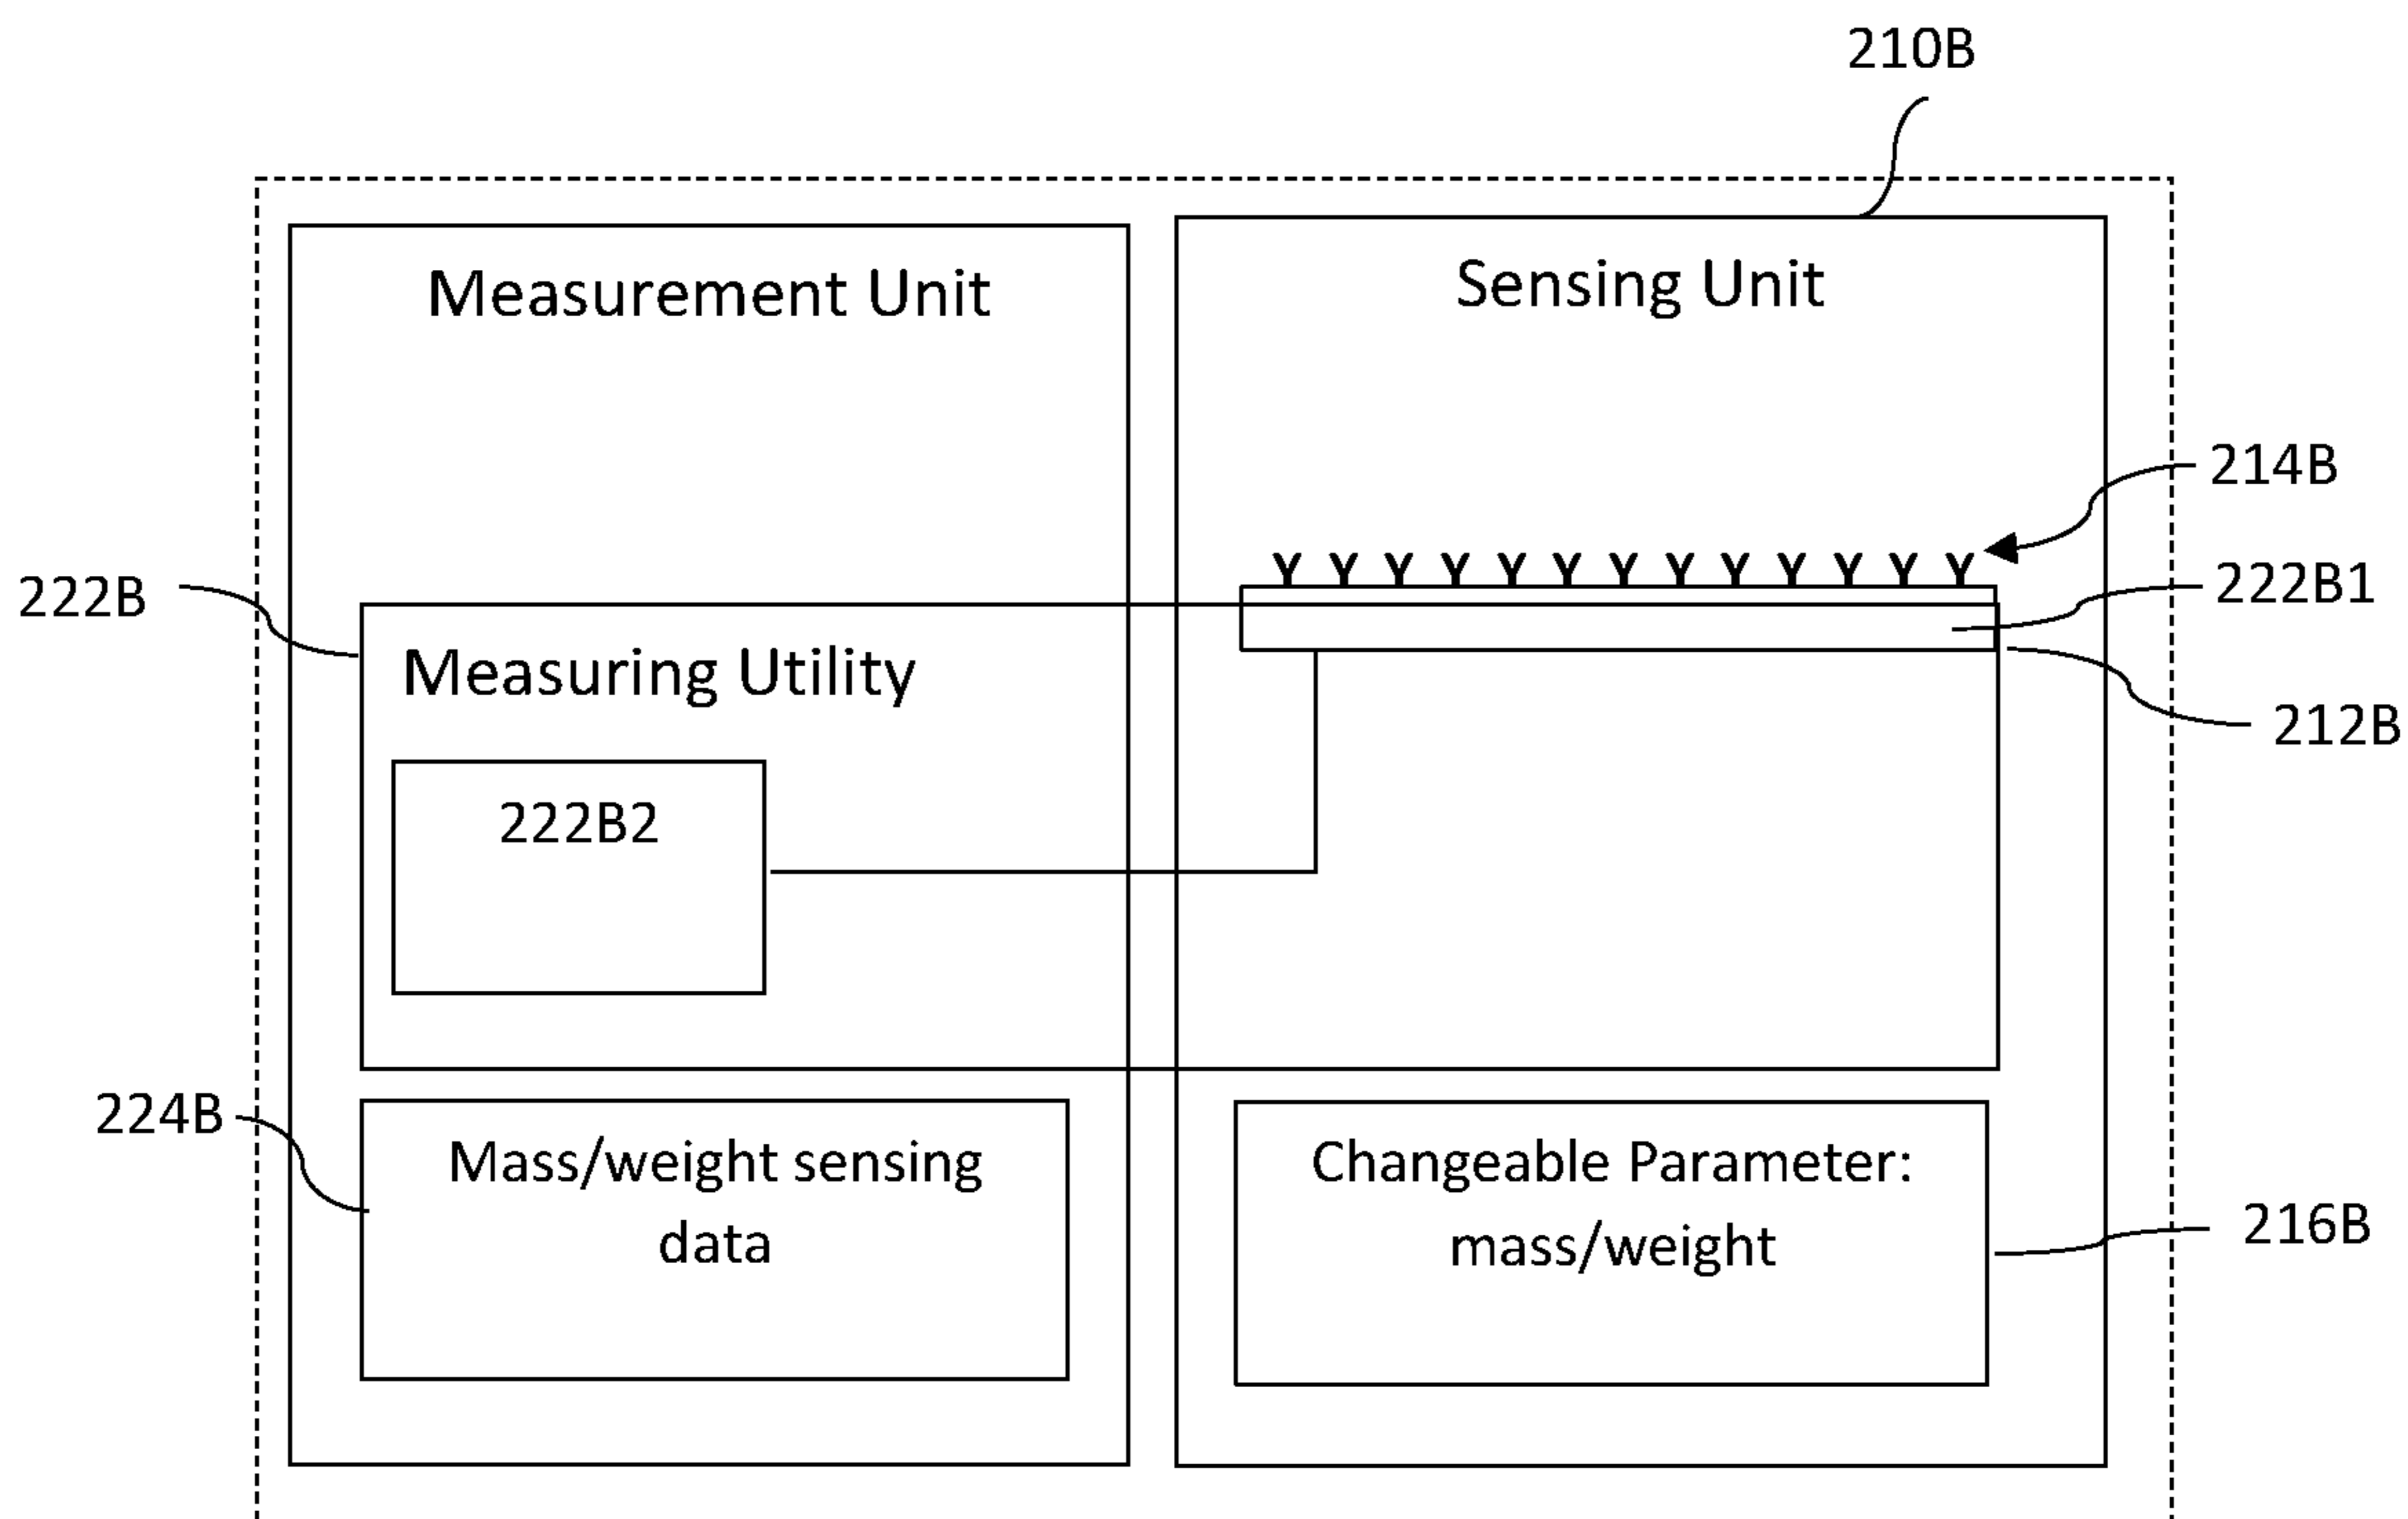 210B
Measurement Unit
Sensing Unit
214B
222B
222B1
Measuring Utility
212B
222B2
224B
Mass/weight sensing
data
Changeable Parameter:
mass/weight
216B